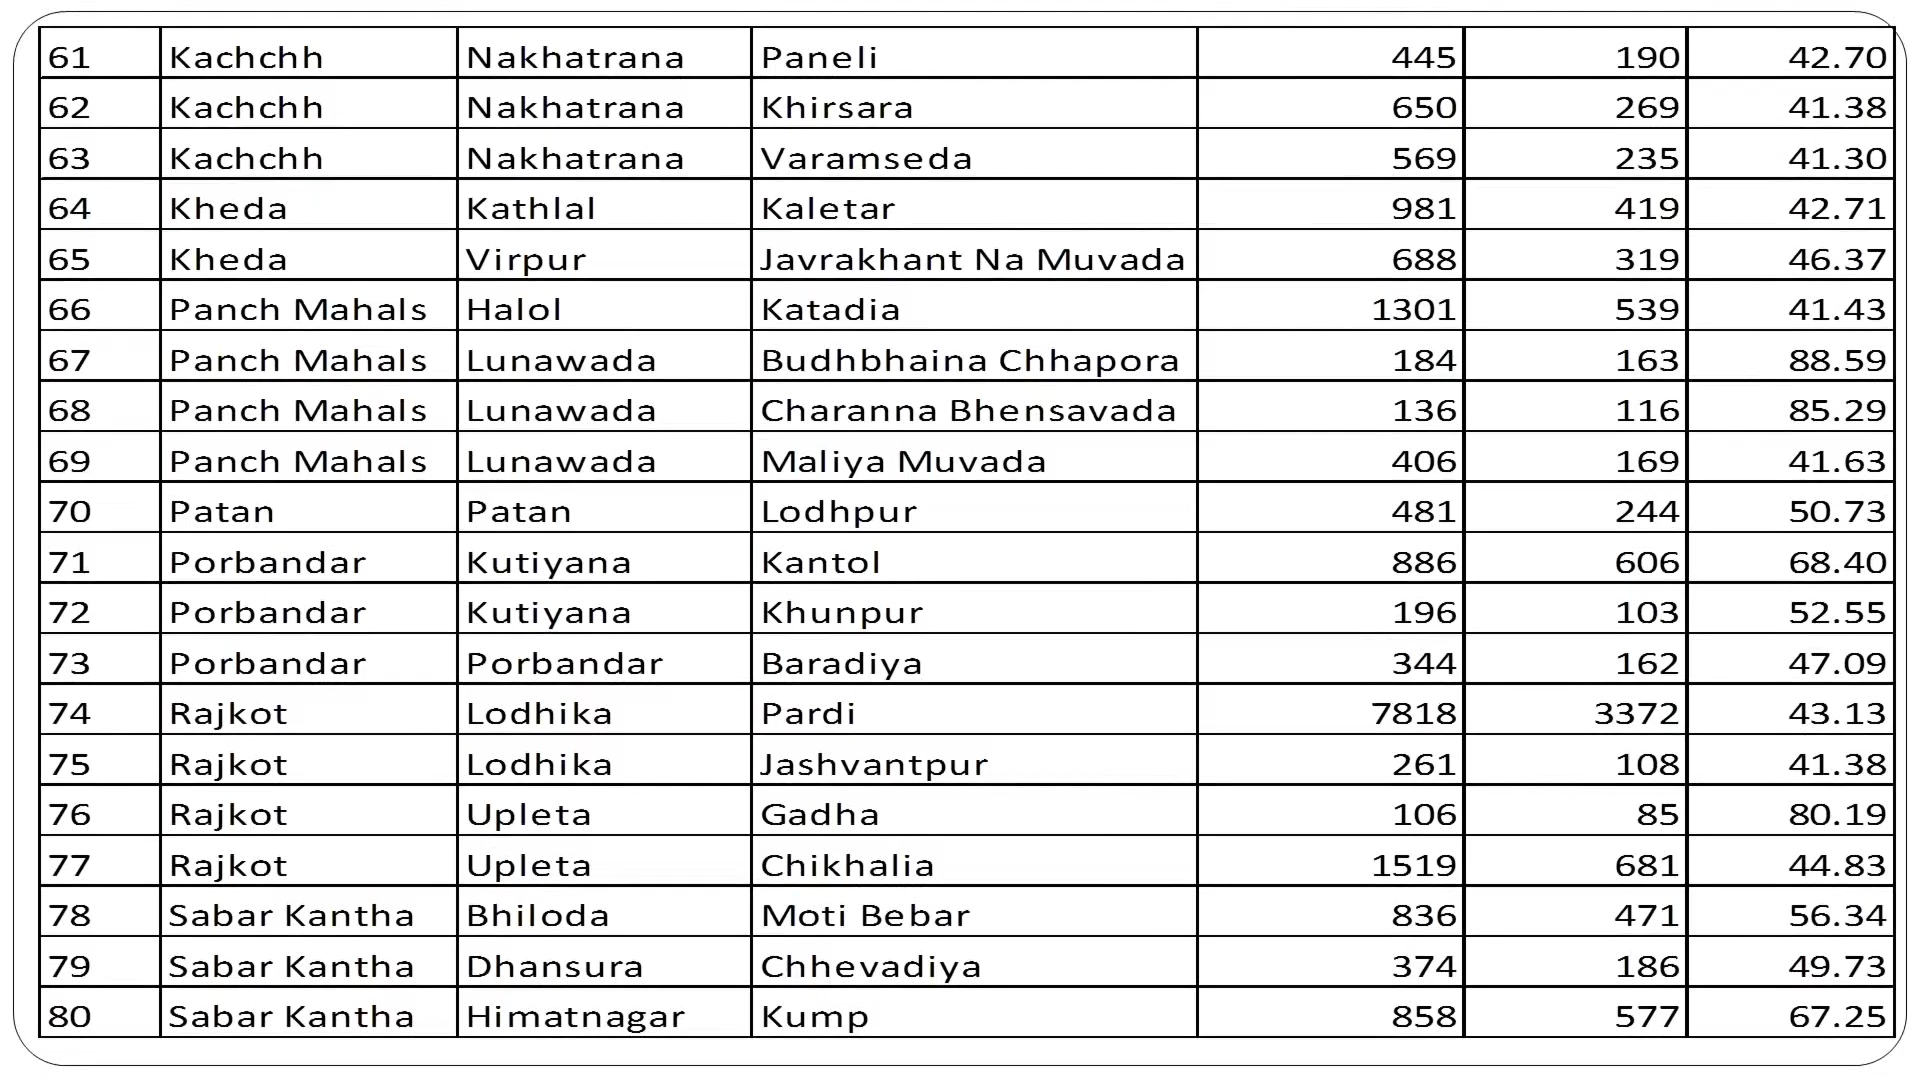 61 Kachchh Nakhatrana Paneli 445 190 42.70
62 Kachchh Nakhatrana Khirsara 650 269 41.38
63 Kachchh Nakhatrana Varamseda 569 235 41.30
64 Kheda Kathlal Kaletar 981 419 42.71
65 Kheda Virpur Javrakhant Na Muvada 688 319 46.37
66 Panch Mahals Halol Katadia 1301 539 41.43
67 Panch Mahals Lunawada Budhbhaina Chhapora 184 163 88.59
68 Panch Mahals Lunawada Charanna Bhensavada 136 116 85.29
69 Panch Mahals Lunawada Maliya Muvada 406 169 41.63
70 Patan Patan Lodhpur 481 244 50.73
71 Porbandar Kutiyana Kantol 886 606 68.40
72 Porbandar Kutiyana Khunpur 196 103 52.55
73 Porbandar Porbandar Baradiya 344 162 47.09
74 Rajkot Lodhika Pardi 7818 3372 43.13
75 Rajkot Lodhika Jashvantpur 261 108 41.38
76 Rajkot Upleta Gadha 106 85 80.19
77 Rajkot Upleta Chikhalia 1519 681 44.83
78 Sabar Kantha Bhiloda Moti Bebar 836 471 56.34
79 Sabar Kantha Dhansura Chhevadiya 374 186 49.73
80 Sabar Kantha Himatnagar Kump 858 577 67.25